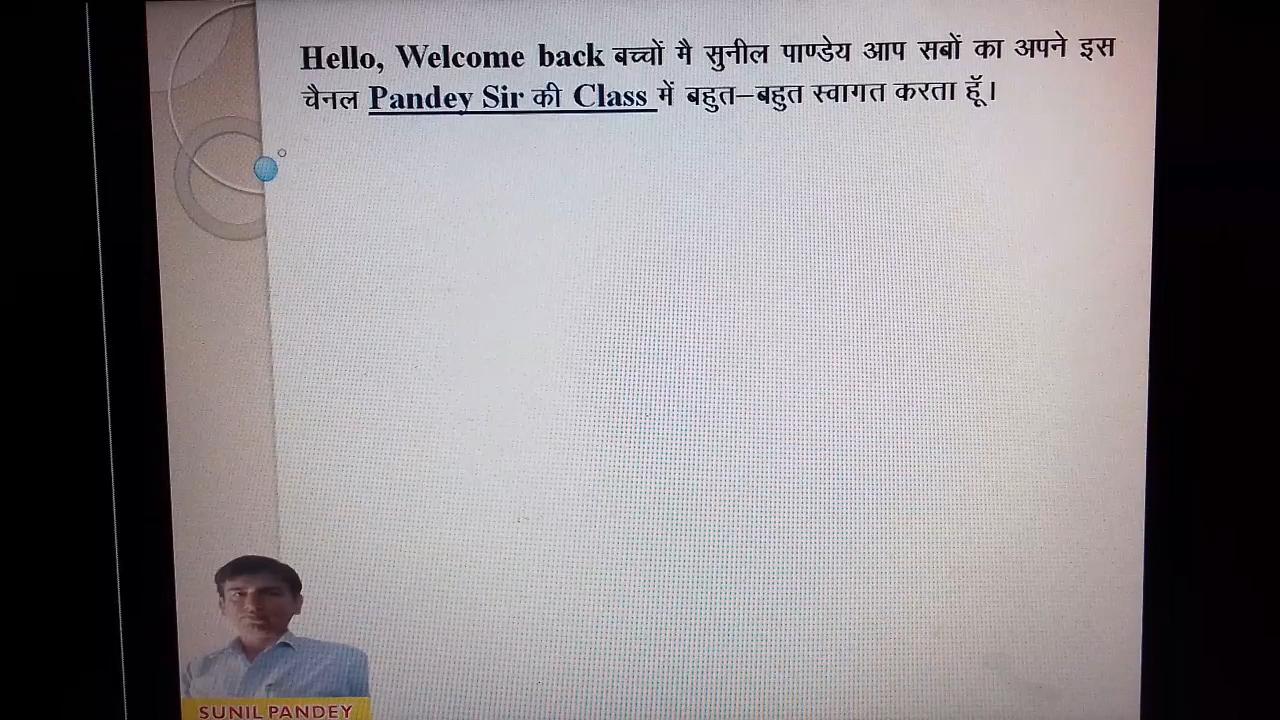 Hello, Welcome back बच्चों मै सुनील पाण्डेय आप सबों का अपने इस
चैनल Pandey Sir की Class में बहुत–बहुत स्वागत करता हूॅं।
SUNIL PANDEY